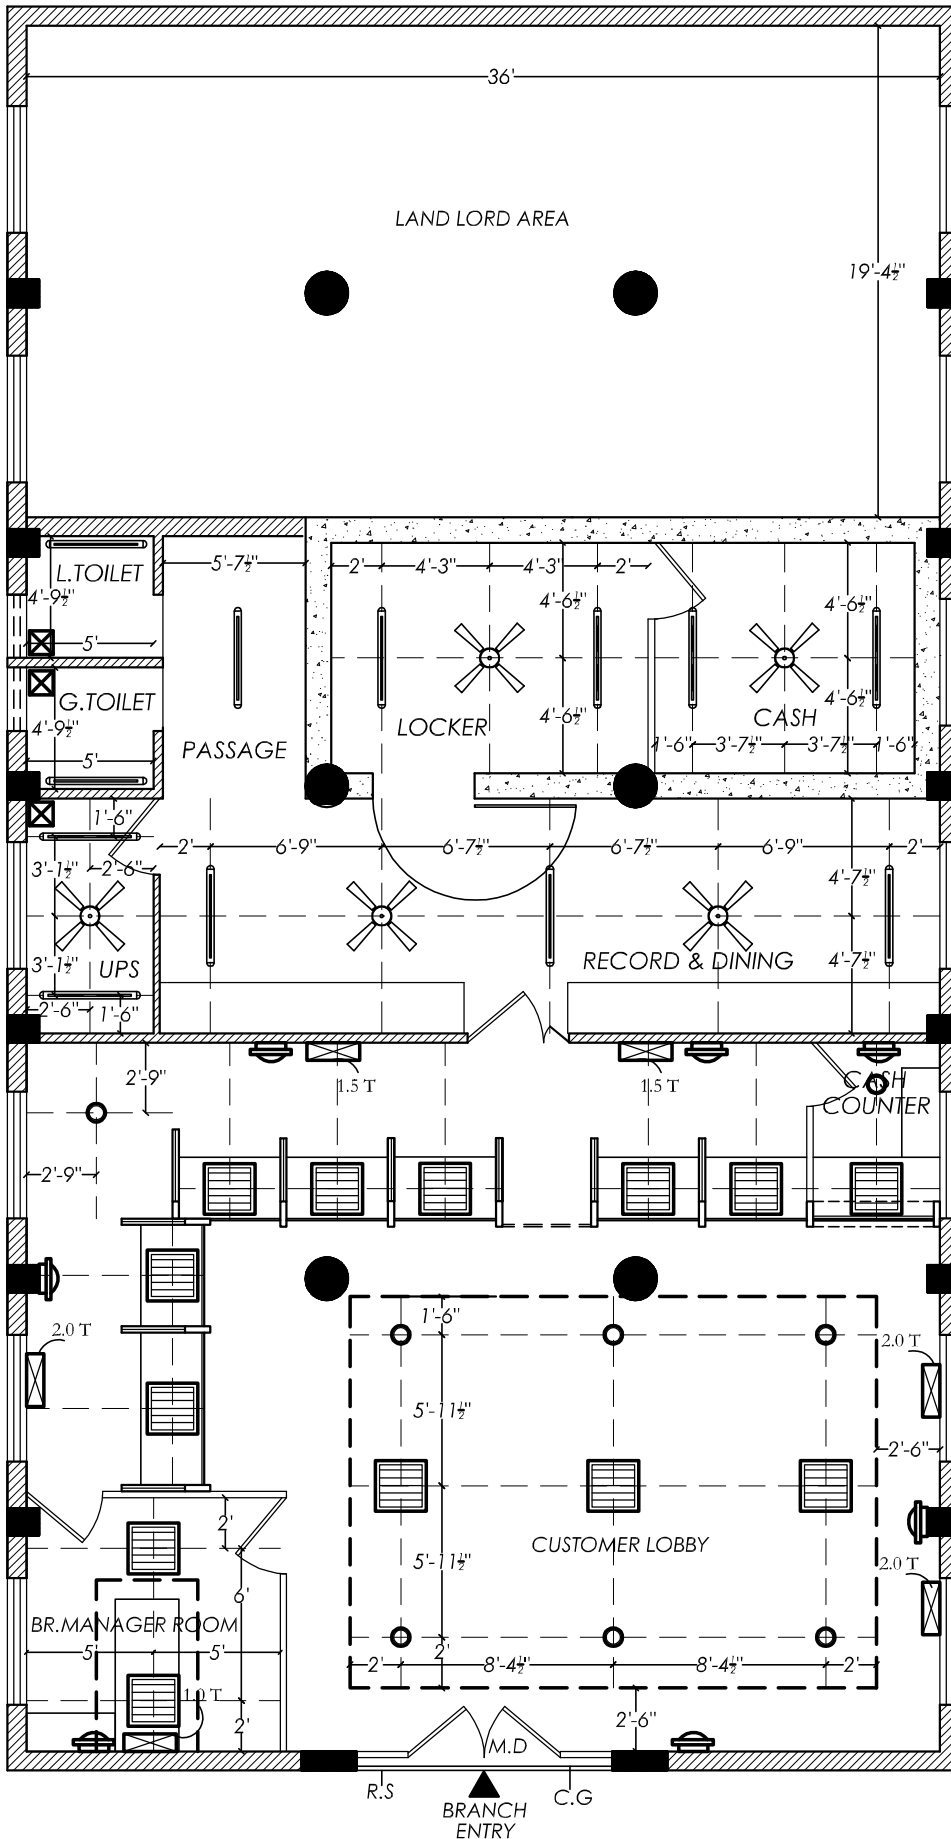 36'
LAND LORD AREA
19'-4½"
L.TOILET
4'-9½"
5'
5'-7½"
2'
4'-3"
4'-3"
2'
4'-6½"
4'-6½"
G.TOILET
4'-9½"
5'
PASSAGE
LOCKER
4'-6½"
4'-6½"
CASH
1'-6"
3'-7½"
3'-7½"
1'-6"
1'-6"
3'-1½"
2'-6"
2'
6'-9"
6'-7½"
6'-7½"
6'-9"
2'
4'-7½"
3'-1½"
UPS
RECORD & DINING
4'-7½"
2'-6"
1'-6"
2'-9"
1.5 T
1.5 T
CASH
COUNTER
2'-9"
2.0 T
1'-6"
2.0 T
5'-11½"
2'-6"
2'
CUSTOMER LOBBY
5'-11½"
2.0 T
6'
BR.MANAGER ROOM
5'
5'
2'
2'
8'-4½"
8'-4½"
2'
1.0 T
2'
2'-6"
M.D
R.S
C.G
BRANCH
ENTRY